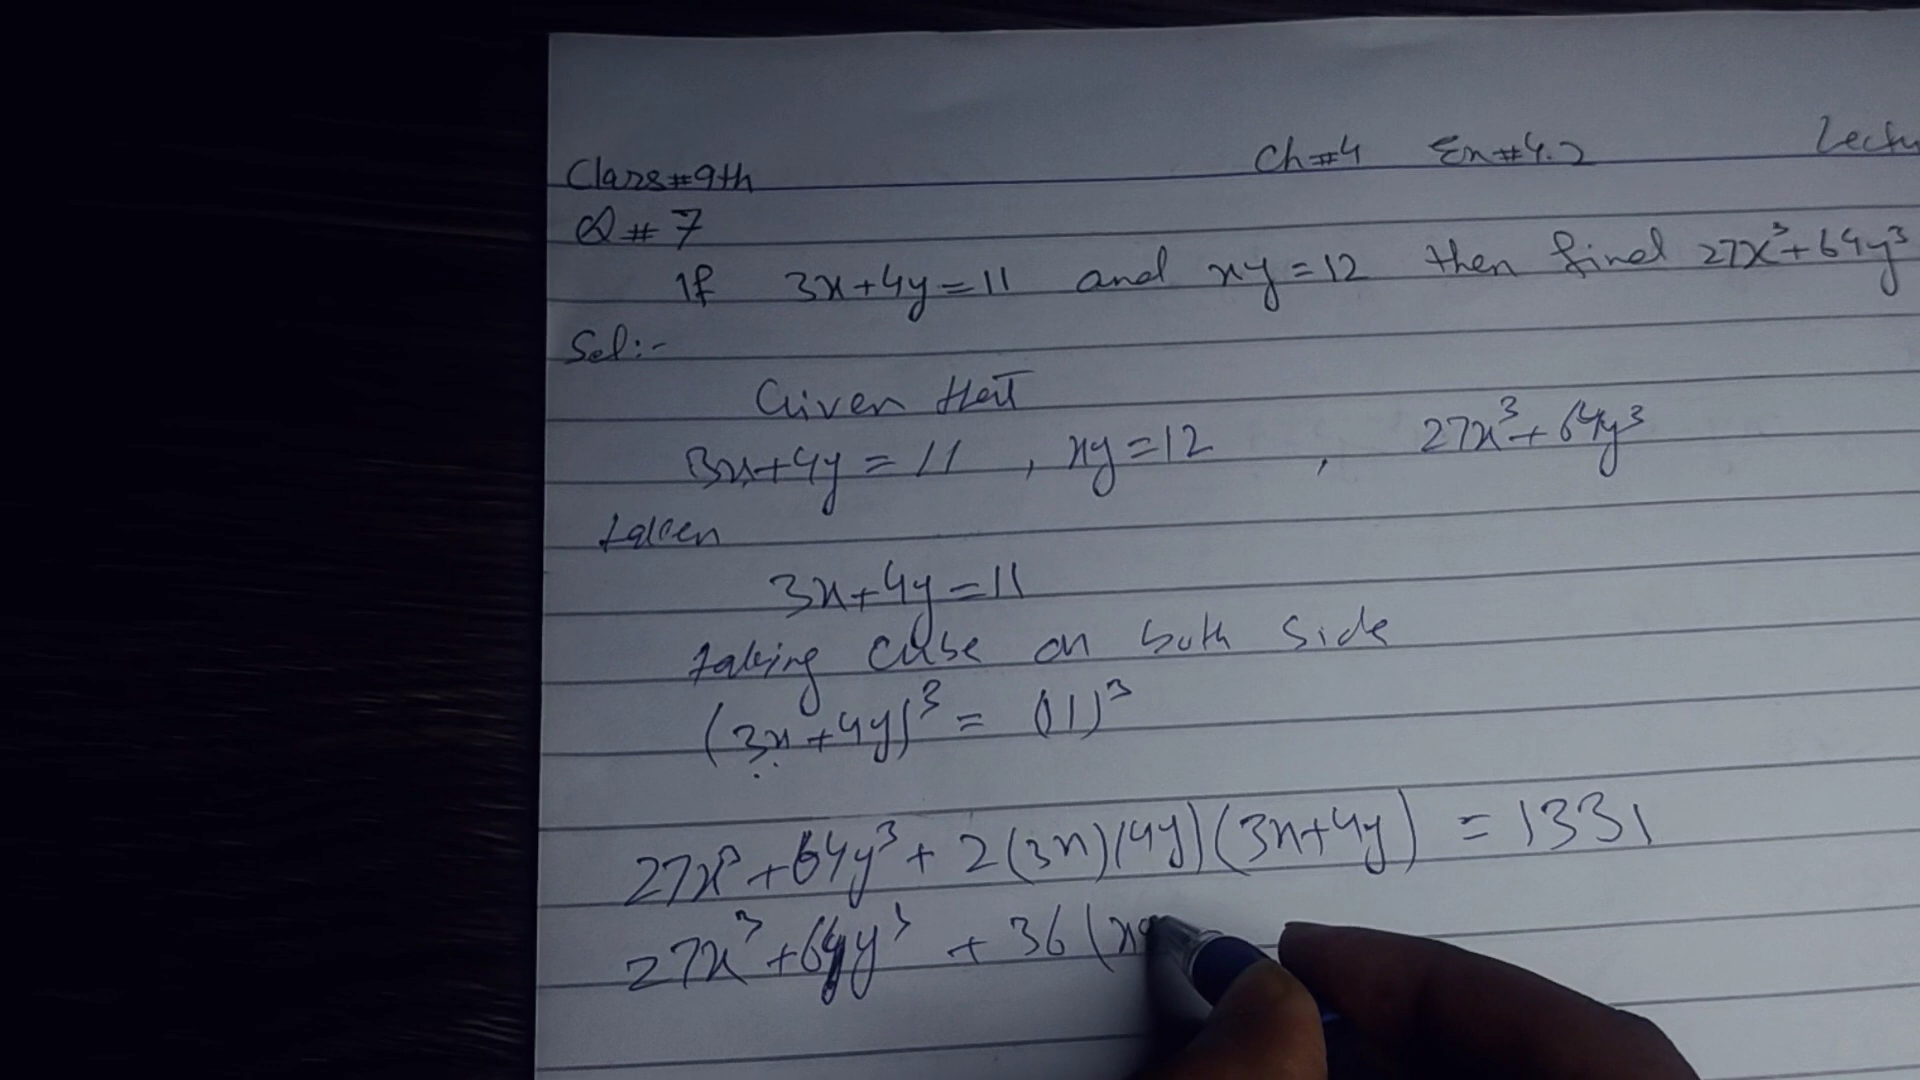 Class#9th Ch#4 Ex#4.2 Lectu
Q#7
If 3x+4y=11 and xy=12 then find 27x³+64y³
Sol:-
Given that
3x+4y=11 , xy=12 , 27x³+64y³
taken
3x+4y=11
taking cube on both side
(3x+4y)³ = (11)³
27x³+64y³+2(3x)(4y)(3x+4y) = 1331
27x³+64y³ + 36(xy